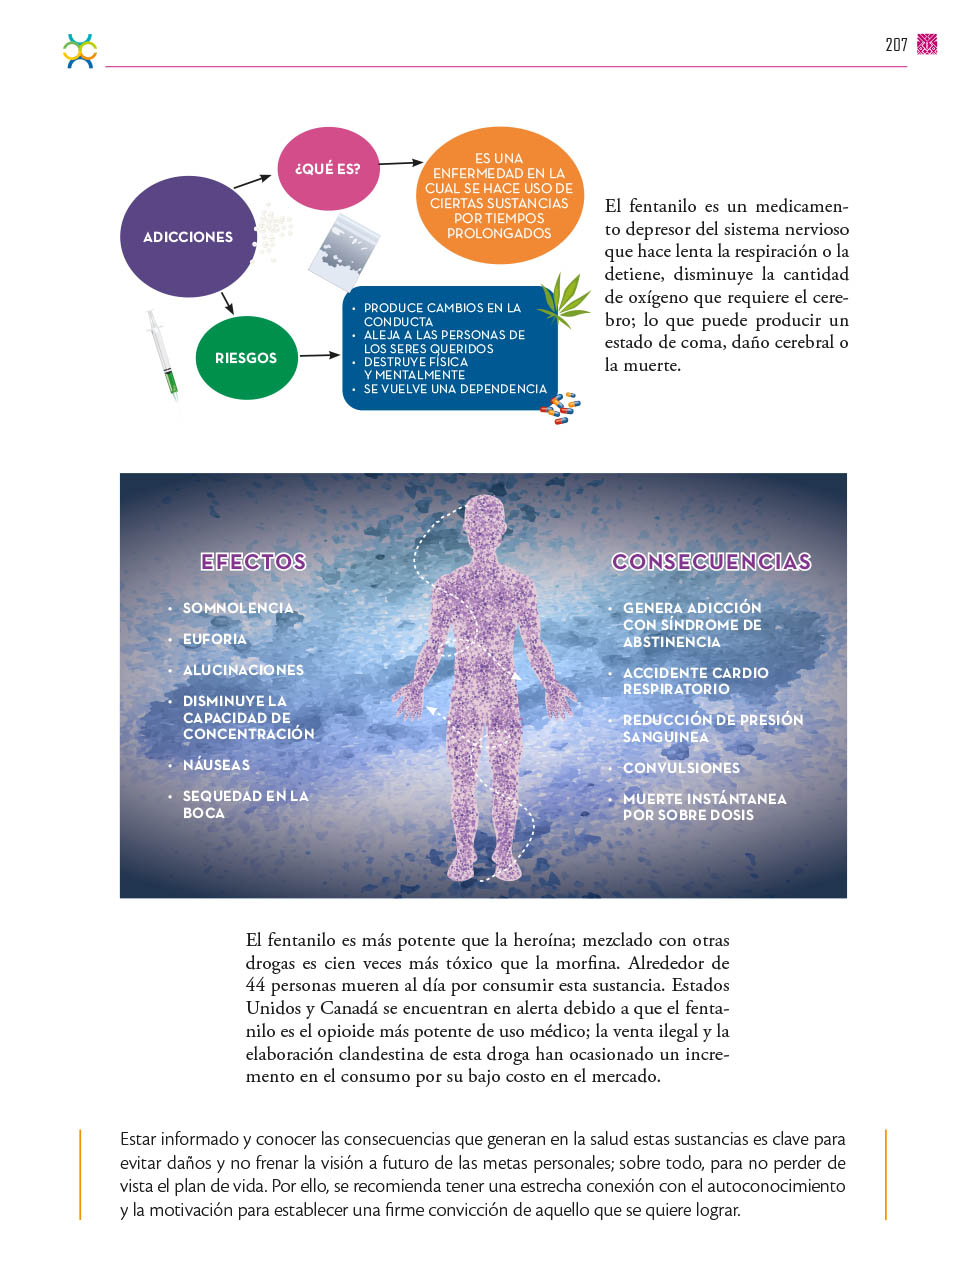 207
ADICCIONES
¿QUÉ ES?
ES UNA
ENFERMEDAD EN LA
CUAL SE HACE USO DE
CIERTAS SUSTANCIAS
POR TIEMPOS
PROLONGADOS
RIESGOS
• PRODUCE CAMBIOS EN LA
CONDUCTA
• ALEJA A LAS PERSONAS DE
LOS SERES QUERIDOS
• DESTRUYE FÍSICA
Y MENTALMENTE
• SE VUELVE UNA DEPENDENCIA
El fentanilo es un medicamen-
to depresor del sistema nervioso
que hace lenta la respiración o la
detiene, disminuye la cantidad
de oxígeno que requiere el cere-
bro; lo que puede producir un
estado de coma, daño cerebral o
la muerte.
EFECTOS
• SOMNOLENCIA
• EUFORIA
• ALUCINACIONES
• DISMINUYE LA
CAPACIDAD DE
CONCENTRACIÓN
• NÁUSEAS
• SEQUEDAD EN LA
BOCA
CONSECUENCIAS
• GENERA ADICCIÓN
CON SÍNDROME DE
ABSTINENCIA
• ACCIDENTE CARDIO
RESPIRATORIO
• REDUCCIÓN DE PRESIÓN
SANGUINEA
• CONVULSIONES
• MUERTE INSTÁNTANEA
POR SOBRE DOSIS
El fentanilo es más potente que la heroína; mezclado con otras
drogas es cien veces más tóxico que la morfina. Alrededor de
44 personas mueren al día por consumir esta sustancia. Estados
Unidos y Canadá se encuentran en alerta debido a que el fenta-
nilo es el opioide más potente de uso médico; la venta ilegal y la
elaboración clandestina de esta droga han ocasionado un incre-
mento en el consumo por su bajo costo en el mercado.
Estar informado y conocer las consecuencias que generan en la salud estas sustancias es clave para
evitar daños y no frenar la visión a futuro de las metas personales; sobre todo, para no perder de
vista el plan de vida. Por ello, se recomienda tener una estrecha conexión con el autoconocimiento
y la motivación para establecer una firme convicción de aquello que se quiere lograr.